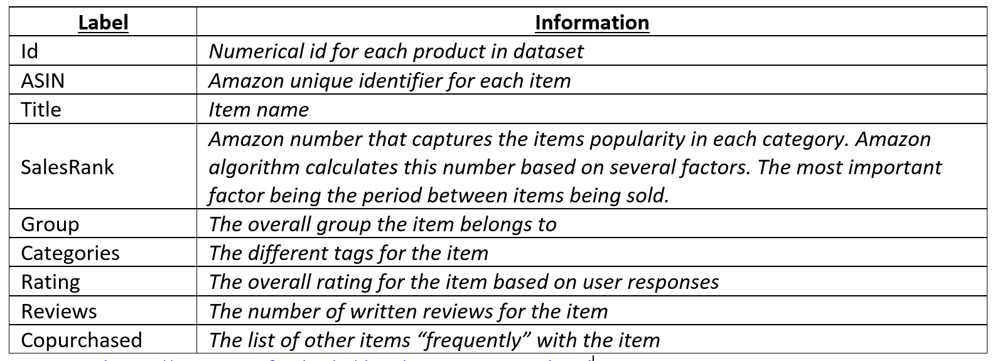 Label
Information
Id
Numerical id for each product in dataset
ASIN
Amazon unique identifier for each item
Title
Item name
SalesRank
Amazon number that captures the items popularity in each category. Amazon
algorithm calculates this number based on several factors. The most important
factor being the period between items being sold.
Group
The overall group the item belongs to
Categories
The different tags for the item
Rating
The overall rating for the item based on user responses
Reviews
The number of written reviews for the item
Copurchased
The list of other items “frequently” with the item